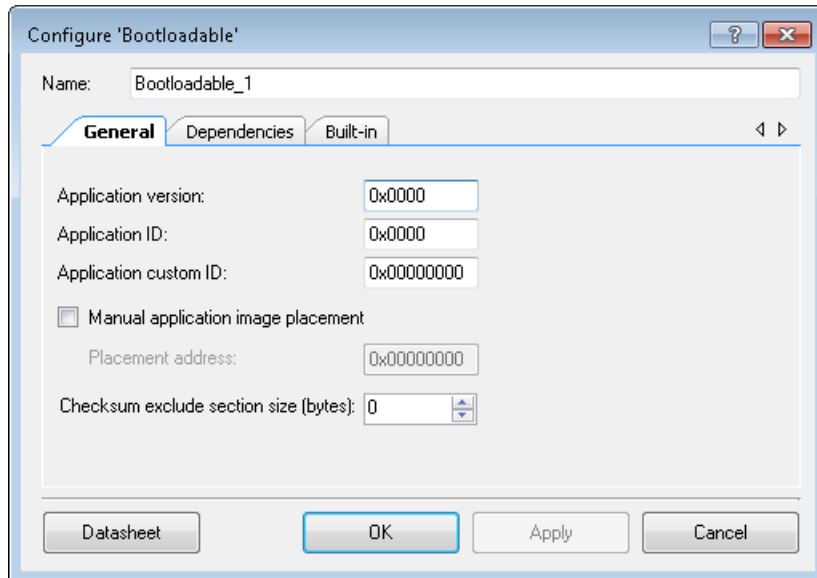 Configure 'Bootloadable'
Name: Bootloadable_1
General Dependencies Built-in
Application version: 0x0000
Application ID: 0x0000
Application custom ID: 0x00000000
Manual application image placement
Placement address: 0x00000000
Checksum exclude section size (bytes): 0
Datasheet OK Apply Cancel